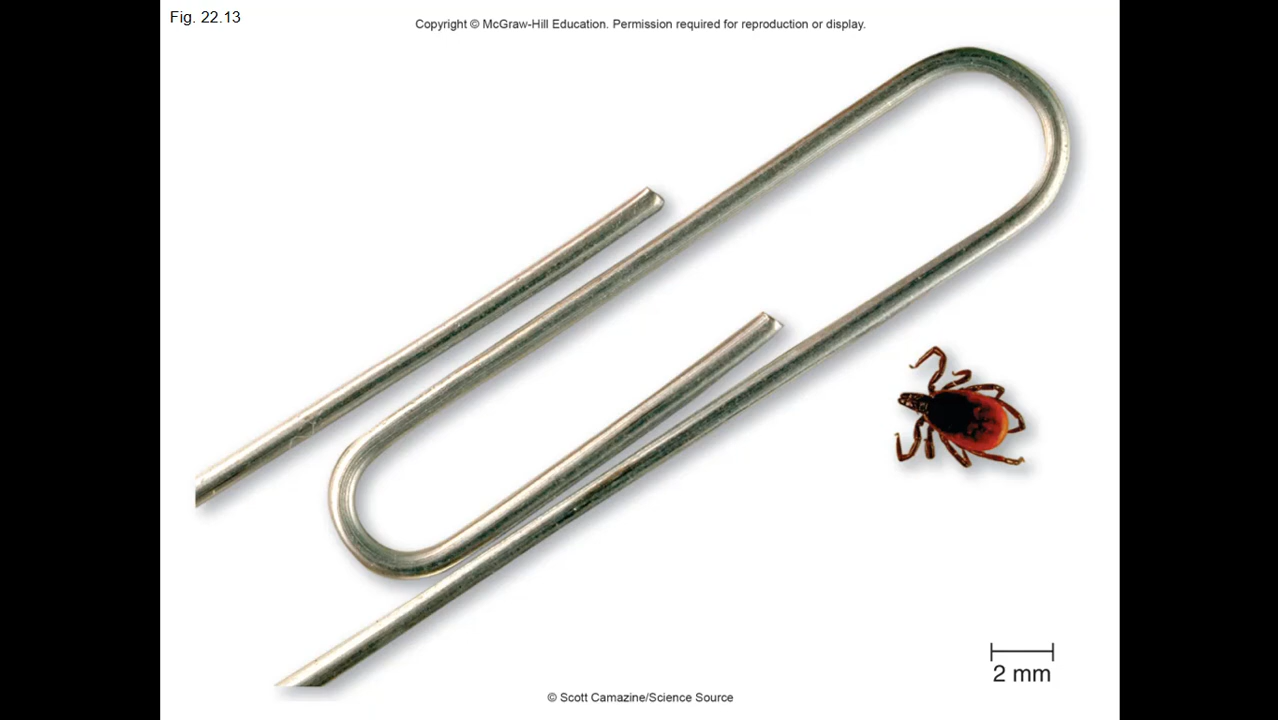 Fig. 22.13
Copyright © McGraw-Hill Education. Permission required for reproduction or display.
2 mm
© Scott Camazine/Science Source